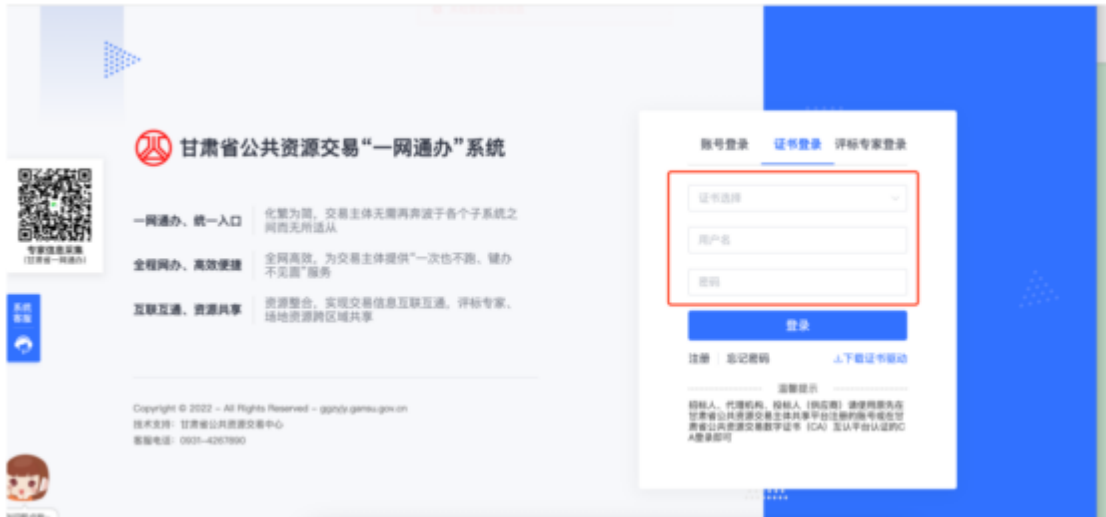 甘肃省公共资源交易“一网通办”系统
一网通办、统一入口
化繁为简，交易主体无需再奔波于各个子系统之
间而无所适从
全程网办、高效便捷
全网高效，为交易主体提供“一次也不跑、键办
不见面”服务
互联互通、资源共享
资源整合，实现交易信息互联互通，评标专家、
场地资源跨区域共享
专家信息采集
(甘肃省一网通办)
系统
客服
Copyright © 2022 - All Rights Reserved - ggzyjy.gansu.gov.cn
技术支持：甘肃省公共资源交易中心
客服电话：0931-4267890
账号登录 证书登录 评标专家登录
证书选择
用户名
密码
登录
注册 忘记密码 下载证书驱动
温馨提示
招标人、代理机构、投标人（供应商）请使用原先在
甘肃省公共资源交易主体共享平台注册的账号或在甘
肃省公共资源交易数字证书（CA）互认平台认证的C
A登录即可